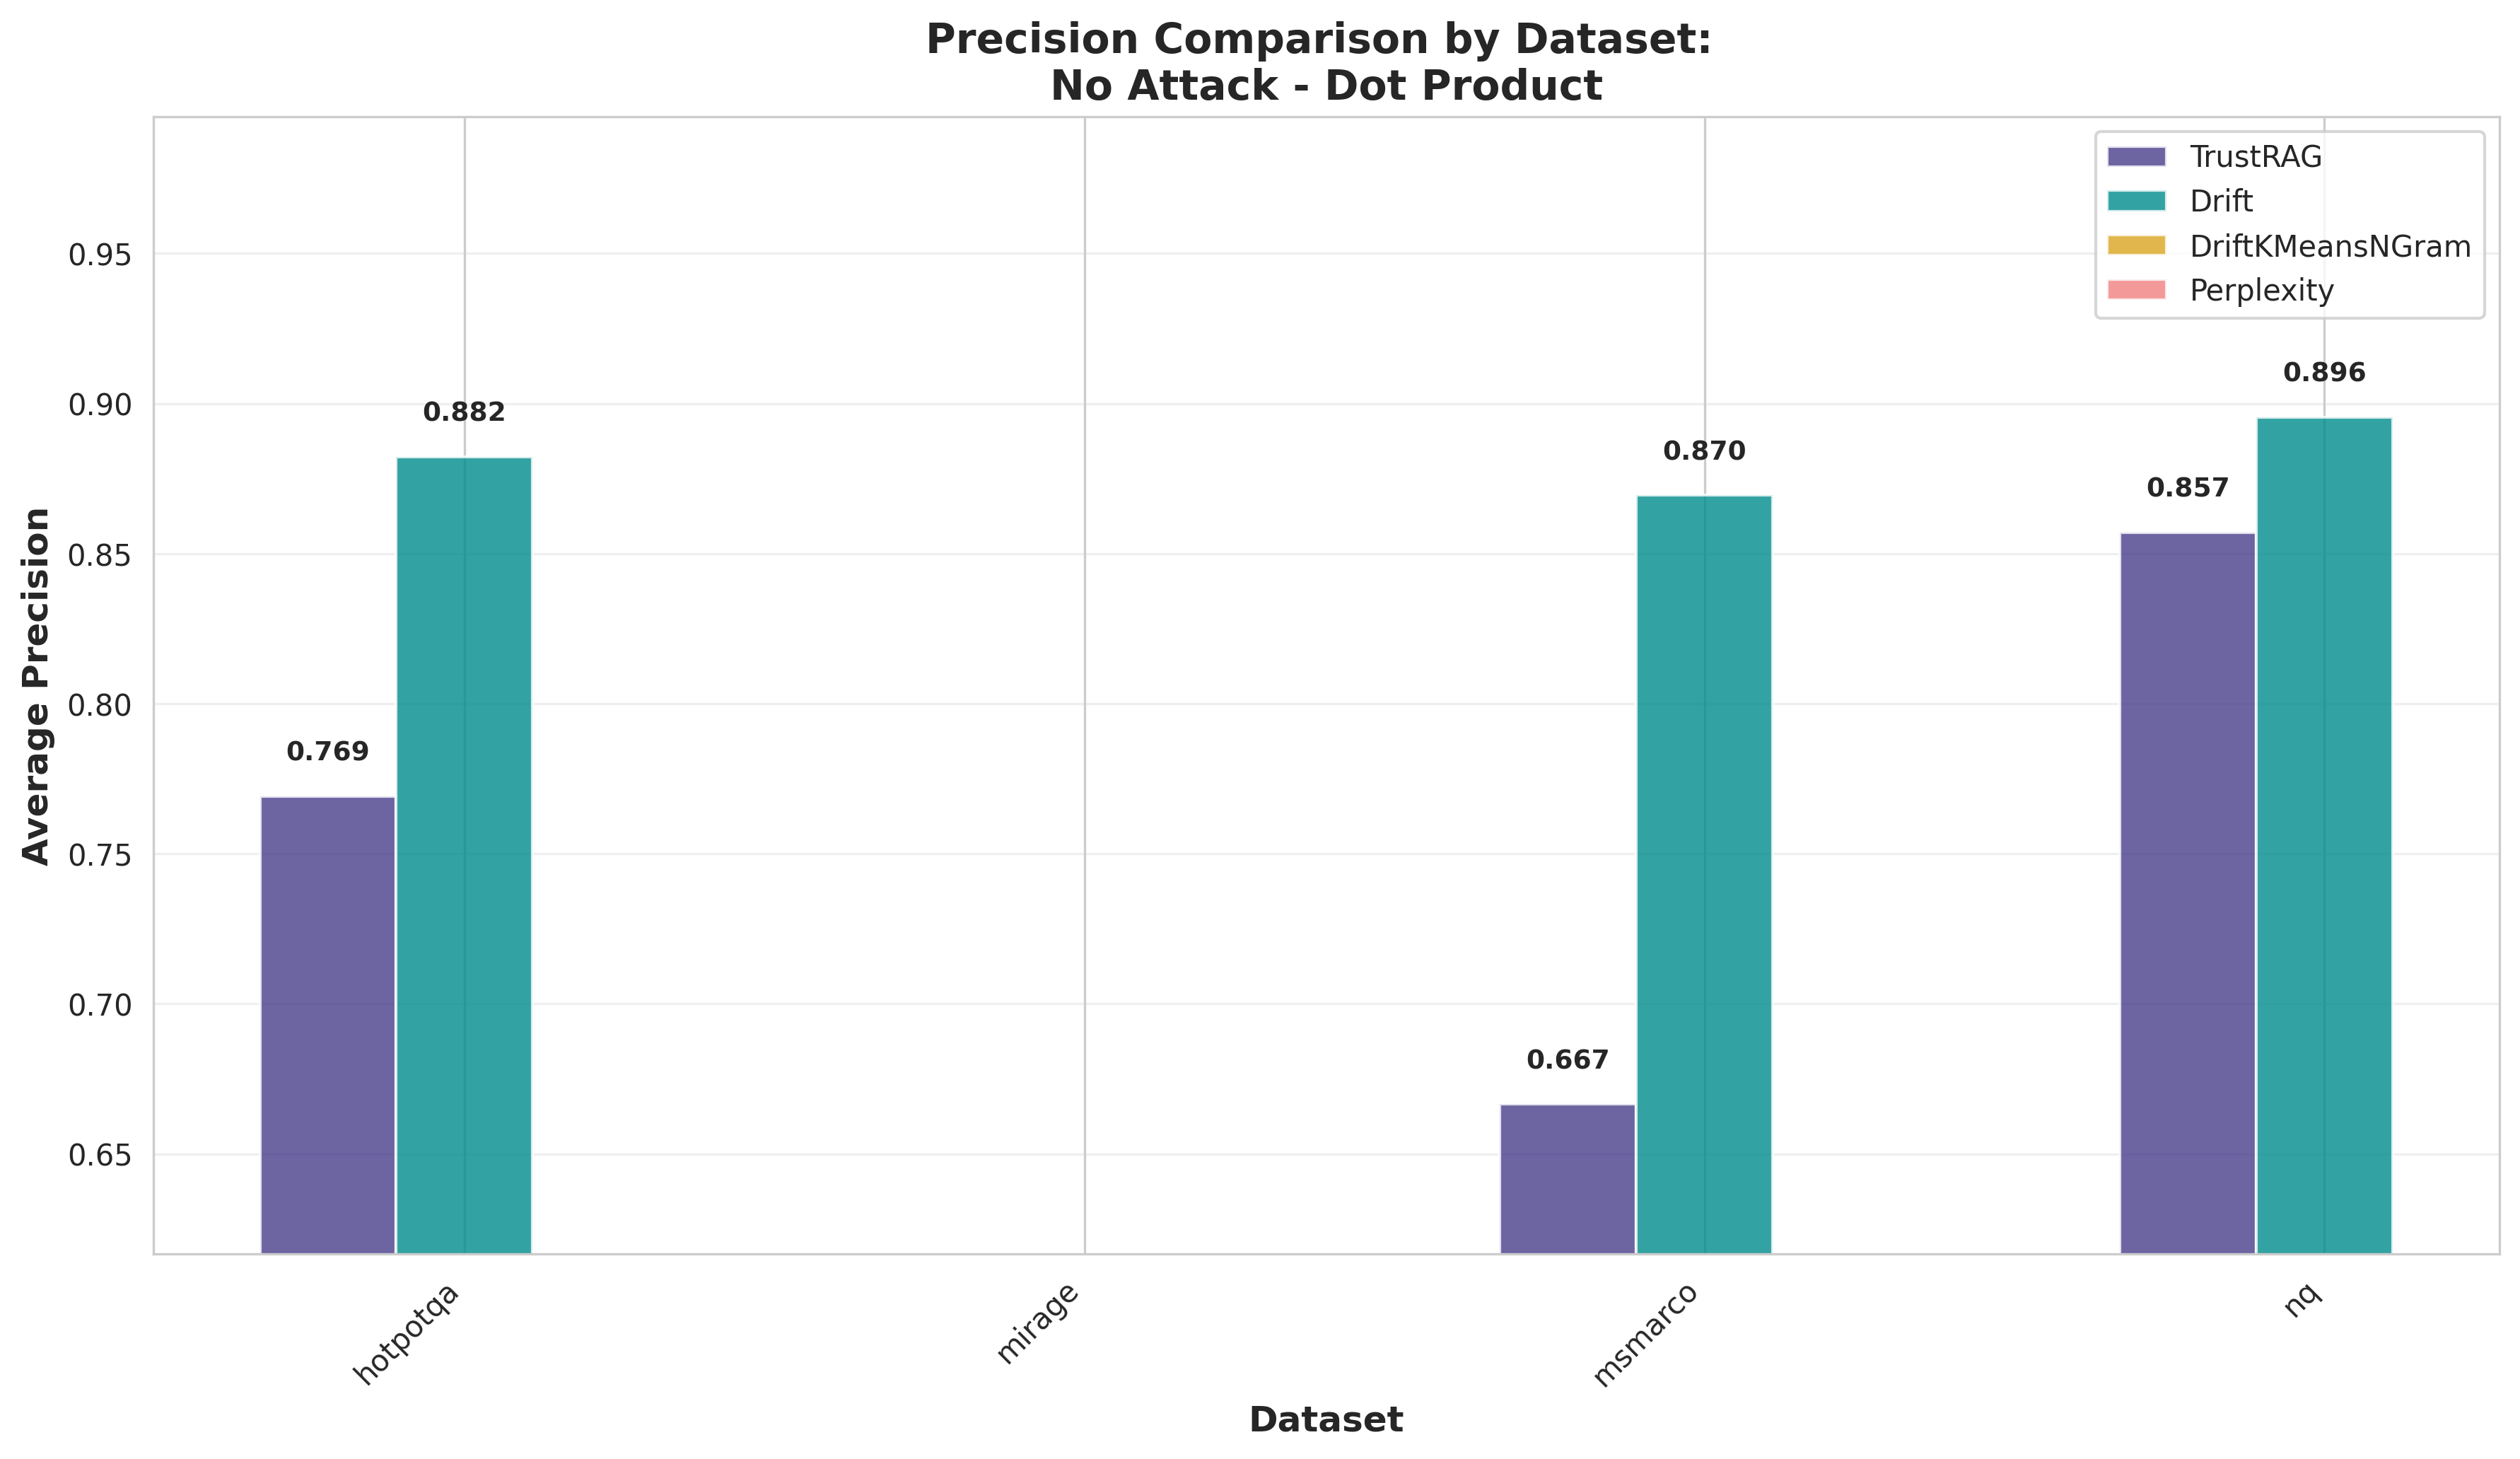 Precision Comparison by Dataset:
No Attack - Dot Product
TrustRAG
Drift
DriftKMeansNGram
Perplexity
Average Precision
0.95
0.90
0.85
0.80
0.75
0.70
0.65
0.769
0.882
0.667
0.870
0.857
0.896
hotpotqa
mirage
msmarco
nq
Dataset